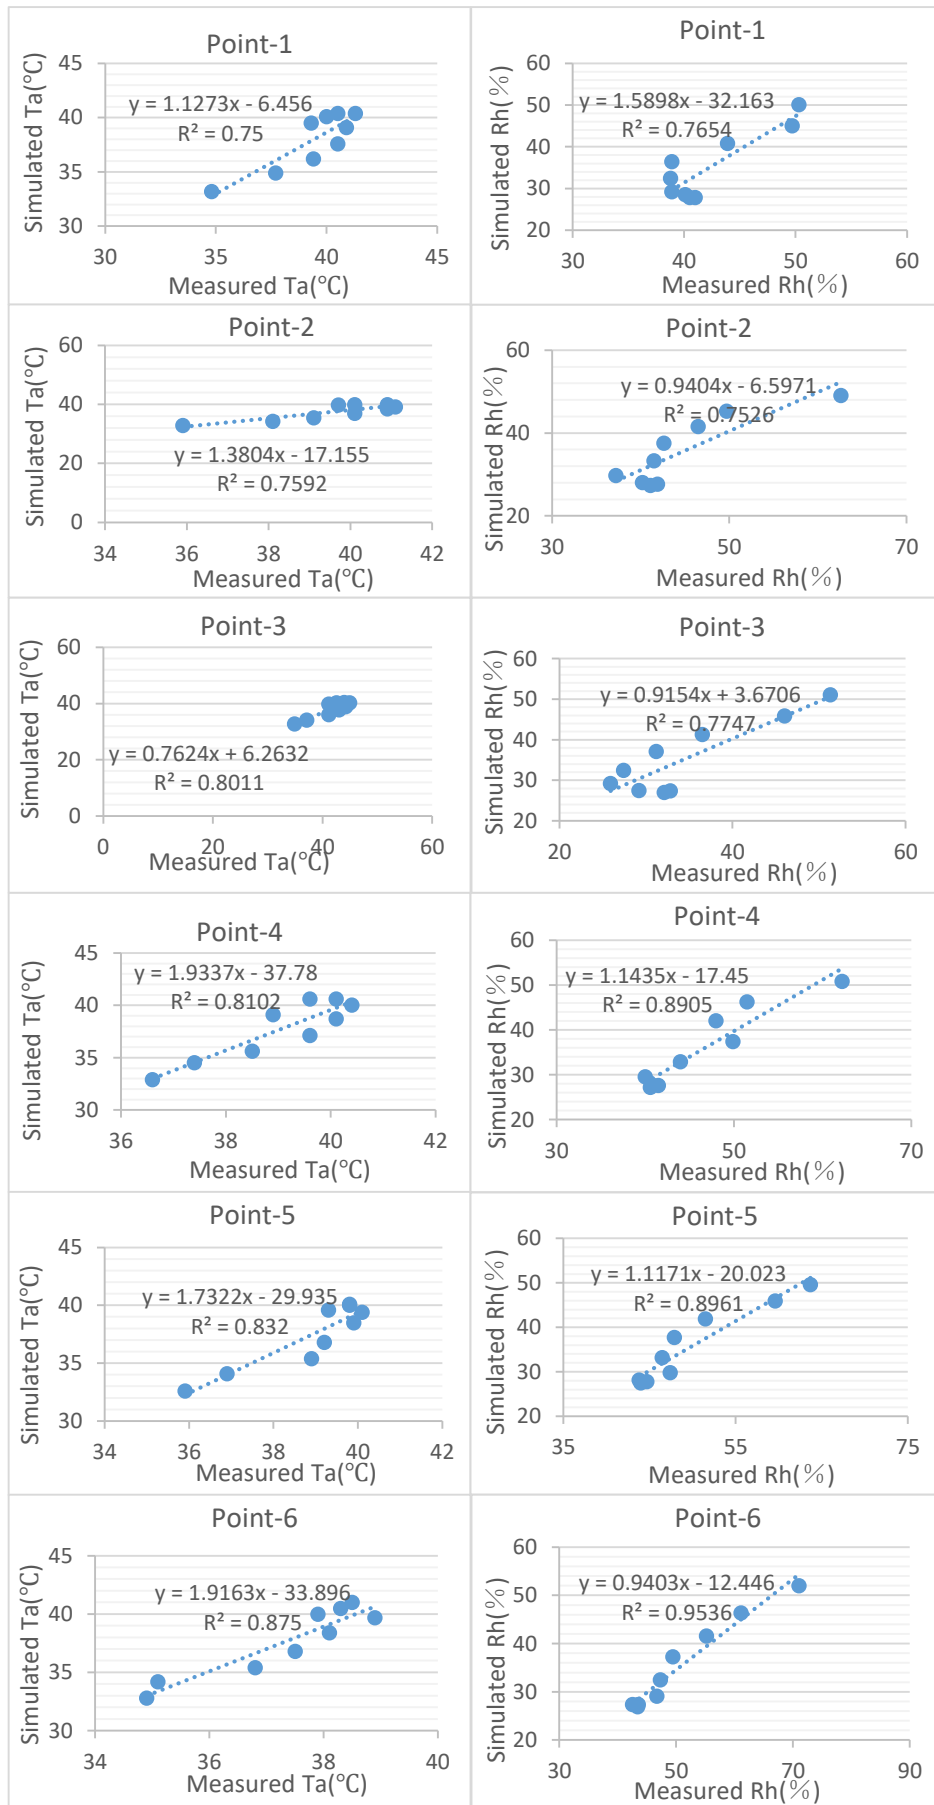 Point-1
Simulated Ta(℃)
45
40
35
30
y = 1.1273x - 6.456
R² = 0.75
30
35
40
45
Measured Ta(℃)
Point-1
Simulated Rh(%)
60
50
40
30
20
y = 1.5898x - 32.163
R² = 0.7654
30
40
50
60
Measured Rh(%)
Point-2
Simulated Ta(℃)
60
40
20
0
y = 1.3804x - 17.155
R² = 0.7592
34
36
38
40
42
Measured Ta(℃)
Point-2
Simulated Rh(%)
60
40
20
y = 0.9404x - 6.5971
R² = 0.7526
30
50
70
Measured Rh(%)
Point-3
Simulated Ta(℃)
60
40
20
0
y = 0.7624x + 6.2632
R² = 0.8011
0
20
40
60
Measured Ta(℃)
Point-3
Simulated Rh(%)
60
50
40
30
20
y = 0.9154x + 3.6706
R² = 0.7747
20
40
60
Measured Rh(%)
Point-4
Simulated Ta(℃)
45
40
35
30
y = 1.9337x - 37.78
R² = 0.8102
36
38
40
42
Measured Ta(℃)
Point-4
Simulated Rh(%)
60
50
40
30
20
y = 1.1435x - 17.45
R² = 0.8905
30
50
70
Measured Rh(%)
Point-5
Simulated Ta(℃)
45
40
35
30
y = 1.7322x - 29.935
R² = 0.832
34
36
38
40
42
Measured Ta(℃)
Point-5
Simulated Rh(%)
60
50
40
30
20
y = 1.1171x - 20.023
R² = 0.8961
35
55
75
Measured Rh(%)
Point-6
Simulated Ta(℃)
45
40
35
30
y = 1.9163x - 33.896
R² = 0.875
34
36
38
40
Measured Ta(℃)
Point-6
Simulated Rh(%)
60
50
40
30
20
y = 0.9403x - 12.446
R² = 0.9536
30
50
70
90
Measured Rh(%)